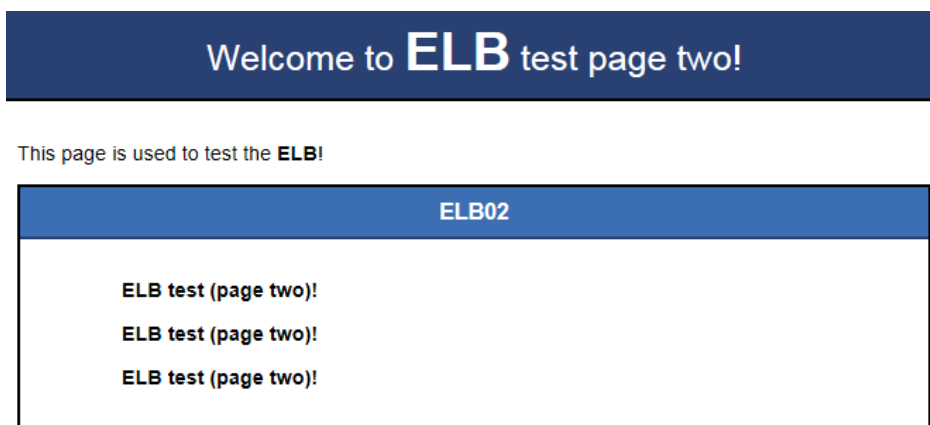 Welcome to ELB test page two!
This page is used to test the ELB!
ELB02
ELB test (page two)!
ELB test (page two)!
ELB test (page two)!